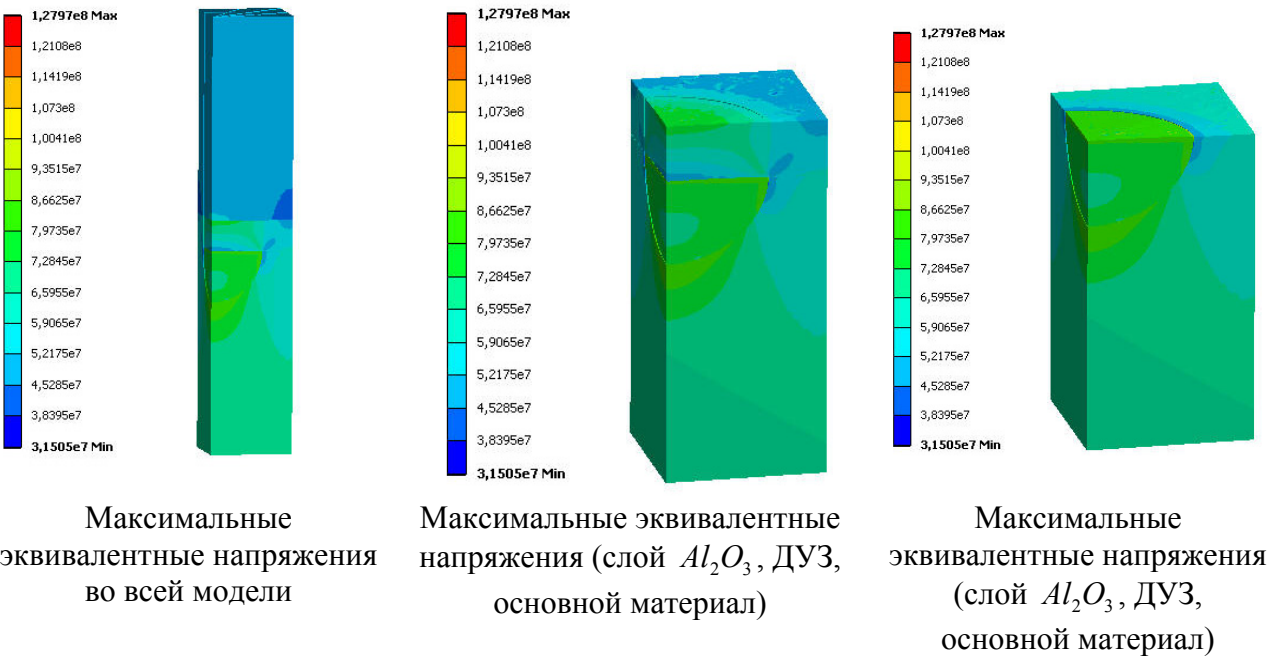 1,2797e8 Max
1,2108e8
1,1419e8
1,073e8
1,0041e8
9,3515e7
8,6625e7
7,9735e7
7,2845e7
6,5955e7
5,9065e7
5,2175e7
4,5285e7
3,8395e7
3,1505e7 Min
Максимальные
эквивалентные напряжения
во всей модели
1,2797e8 Max
1,2108e8
1,1419e8
1,073e8
1,0041e8
9,3515e7
8,6625e7
7,9735e7
7,2845e7
6,5955e7
5,9065e7
5,2175e7
4,5285e7
3,8395e7
3,1505e7 Min
Максимальные эквивалентные
напряжения (слой Al₂O₃, ДУЗ,
основной материал)
1,2797e8 Max
1,2108e8
1,1419e8
1,073e8
1,0041e8
9,3515e7
8,6625e7
7,9735e7
7,2845e7
6,5955e7
5,9065e7
5,2175e7
4,5285e7
3,8395e7
3,1505e7 Min
Максимальные
эквивалентные напряжения
(слой Al₂O₃, ДУЗ,
основной материал)